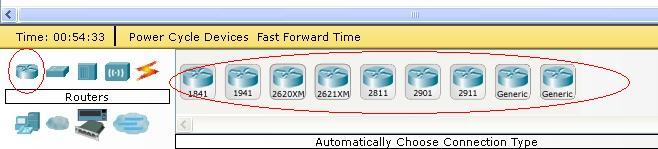 Time: 00:54:33 Power Cycle Devices Fast Forward Time
1841 1941 2620XM 2621XM 2811 2901 2911 Generic Generic
Routers
Automatically Choose Connection Type